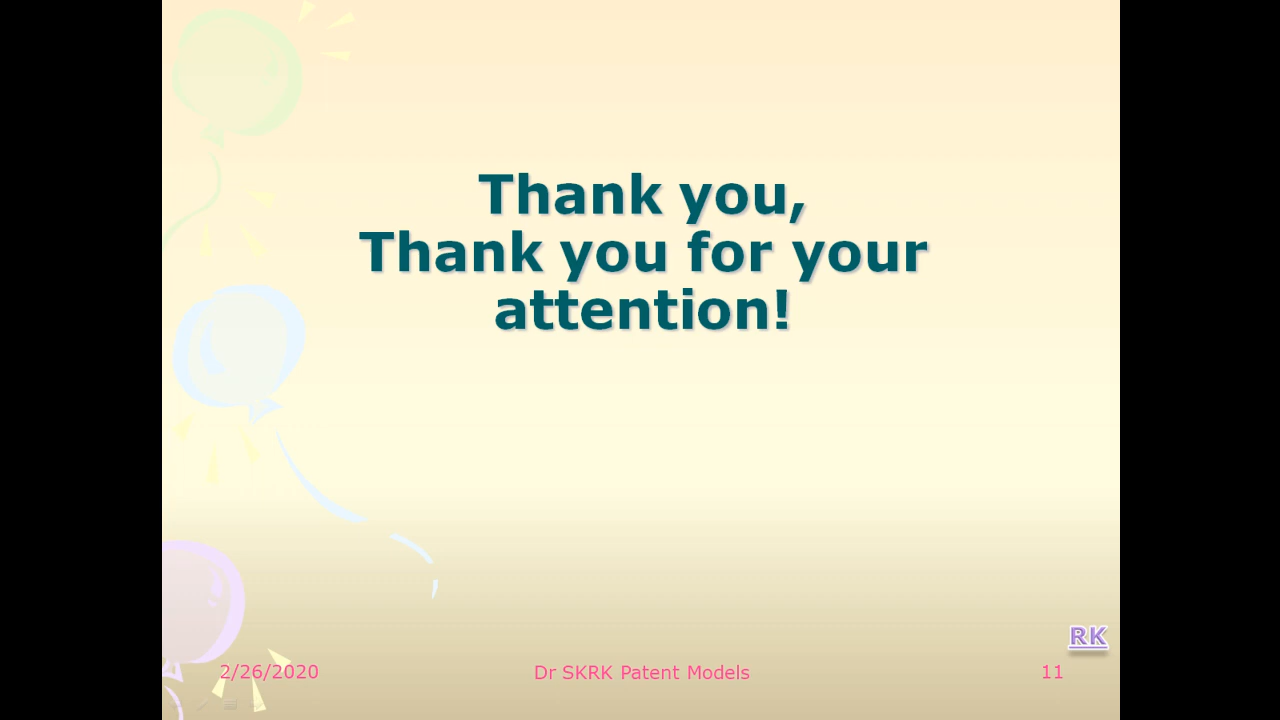 Thank you,
Thank you for your
attention!
RK
2/26/2020 Dr SKRK Patent Models 11